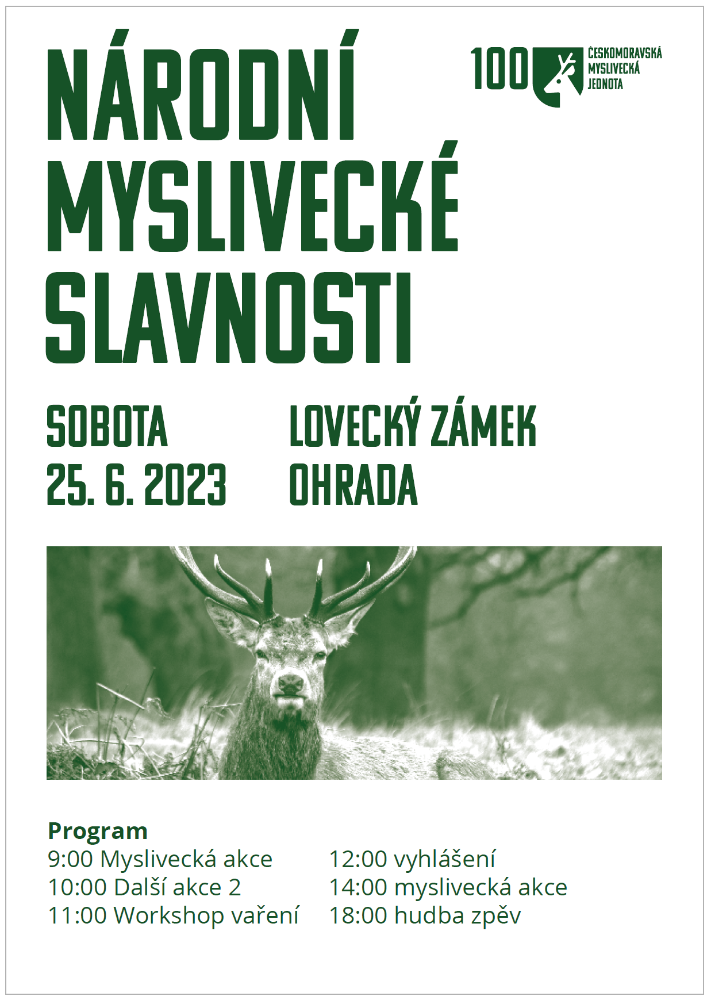 NÁRODNÍ
MYSLIVECKÉ
SLAVNOSTI
100
ČESKOMORAVSKÁ
MYSLIVECKÁ
JEDNOTA
SOBOTA
25. 6. 2023
LOVECKÝ ZÁMEK
OHRADA
Program
9:00 Myslivecká akce
10:00 Další akce 2
11:00 Workshop vaření
12:00 vyhlášení
14:00 myslivecká akce
18:00 hudba zpěv